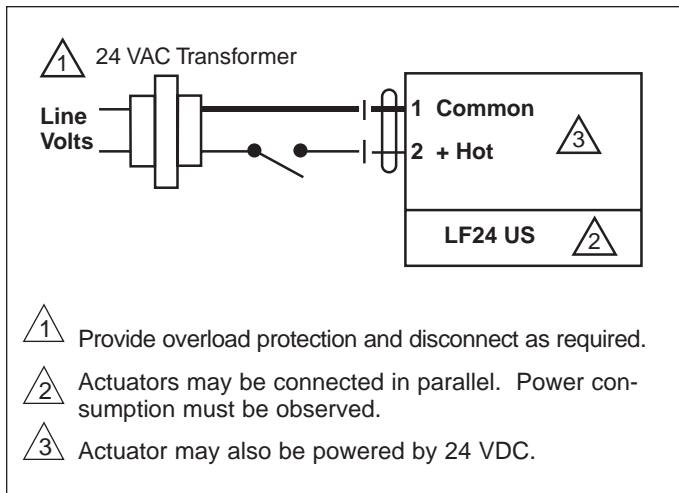 1 24 VAC Transformer
Line
Volts
1 Common
2 + Hot
3
LF24 US 2
1 Provide overload protection and disconnect as required.
2 Actuators may be connected in parallel. Power con-
sumption must be observed.
3 Actuator may also be powered by 24 VDC.